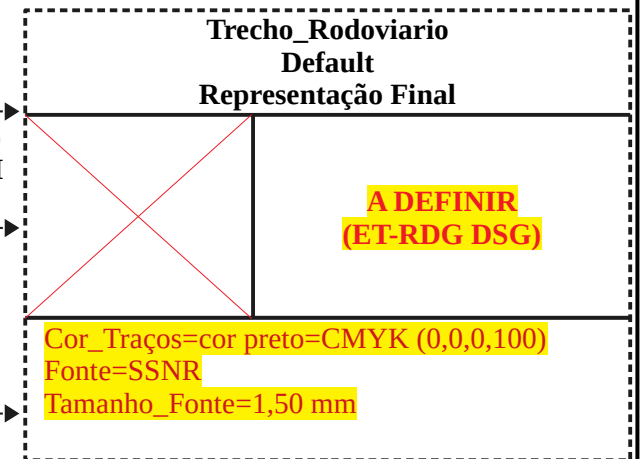 Trecho_Rodoviario
Default
Representação Final
A DEFINIR
(ET-RDG DSG)
Cor_Traços=cor preto=CMYK (0,0,0,100)
Fonte=SSNR
Tamanho_Fonte=1,50 mm